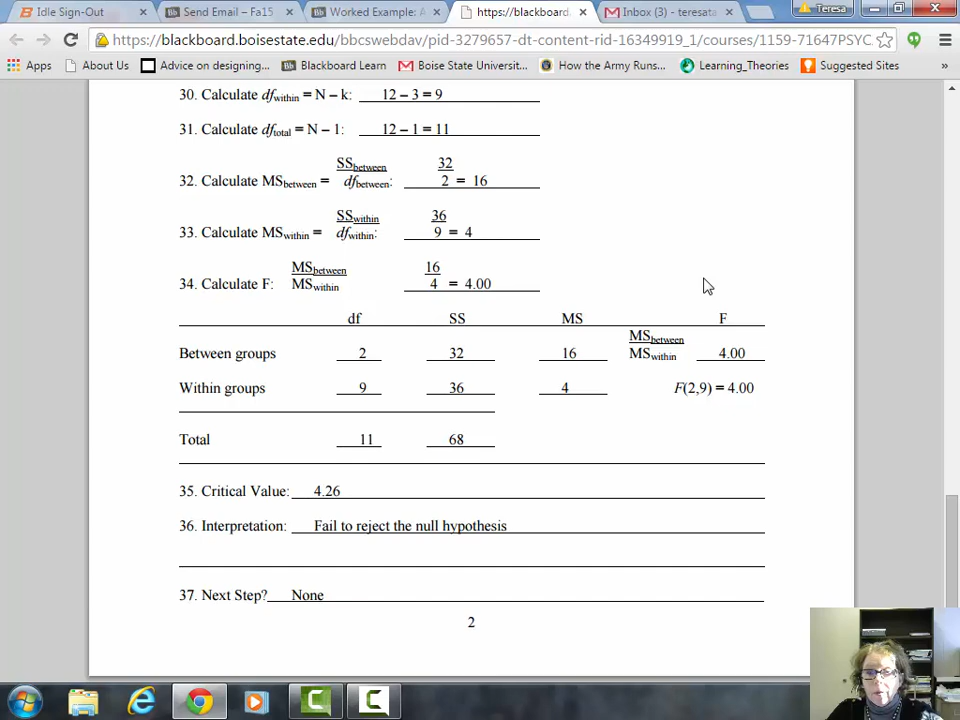 Idle Sign-Out
Send Email – Fa15
Worked Example: A
https://blackboard.
Inbox (3) - teresata
Teresa
https://blackboard.boisestate.edu/bbcswebdav/pid-3279657-dt-content-rid-16349919_1/courses/1159-71647PSYC
Apps
About Us
Advice on designing...
Blackboard Learn
Boise State Universit...
How the Army Runs...
Learning_Theories
Suggested Sites
»
30. Calculate dfwithin = N – k: 12 – 3 = 9
31. Calculate dftotal = N – 1: 12 – 1 = 11
SSbetween 32
32. Calculate MSbetween = dfbetween: 2 = 16
SSwithin 36
33. Calculate MSwithin = dfwithin: 9 = 4
MSbetween 16
34. Calculate F: MSwithin 4 = 4.00
df SS MS F
MSbetween
Between groups 2 32 16 MSwithin 4.00
Within groups 9 36 4 F(2,9) = 4.00
Total 11 68
35. Critical Value: 4.26
36. Interpretation: Fail to reject the null hypothesis
37. Next Step? None
2